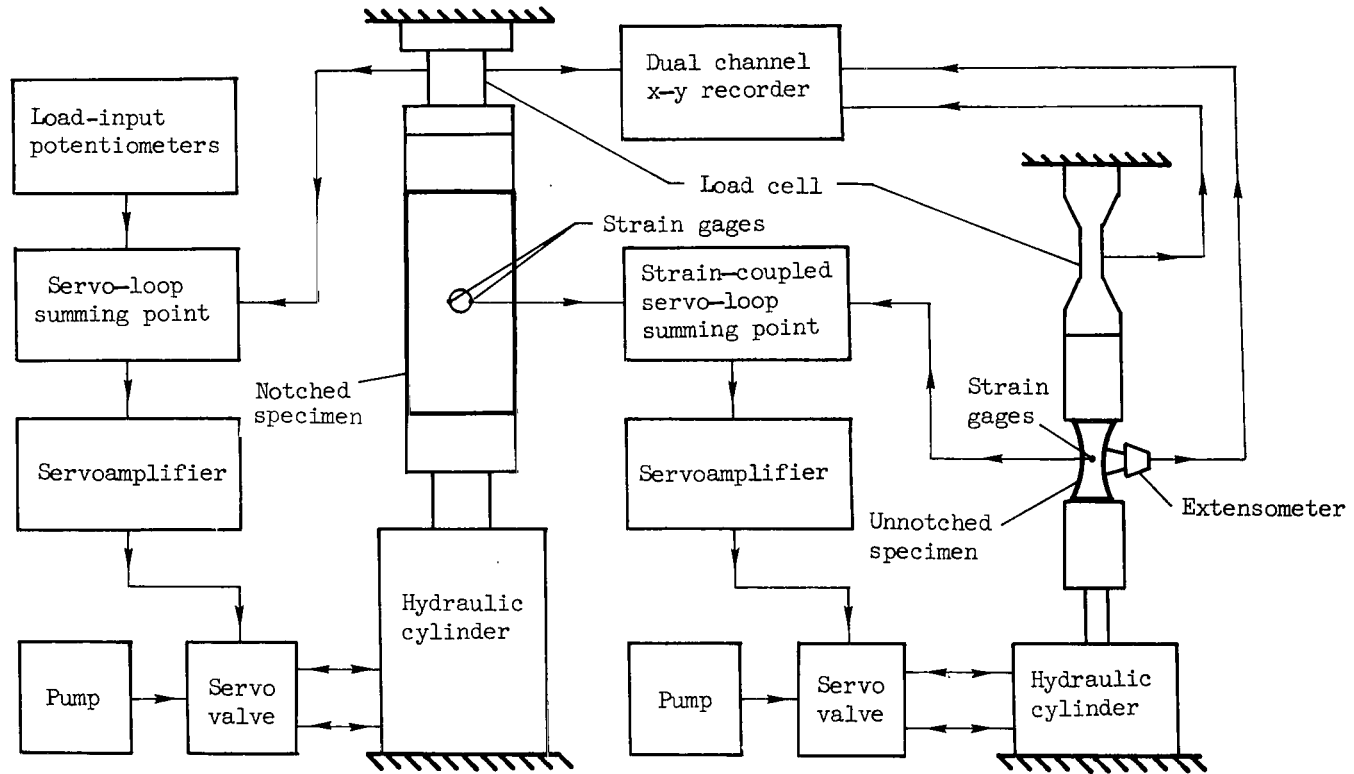 Load-input
potentiometers
Dual channel
x-y recorder
Load cell
Strain gages
Servo-loop
summing point
Strain-coupled
servo-loop
summing point
Notched
specimen
Strain
gages
Servoamplifier
Servoamplifier
Extensometer
Unnotched
specimen
Hydraulic
cylinder
Pump
Servo
valve
Pump
Servo
valve
Hydraulic
cylinder